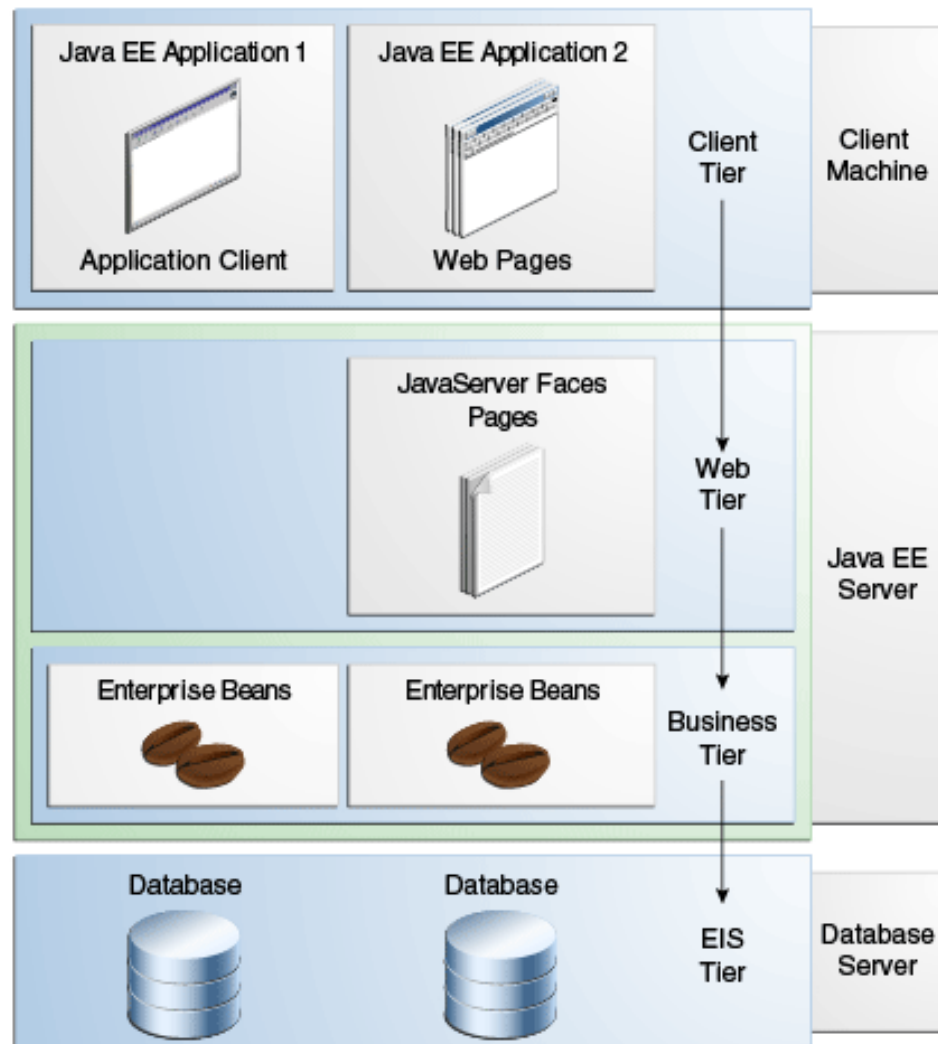 Java EE Application 1
Java EE Application 2
Application Client
Web Pages
Client
Tier
Client
Machine
JavaServer Faces
Pages
Web
Tier
Java EE
Server
Enterprise Beans
Enterprise Beans
Business
Tier
Database
Database
EIS
Tier
Database
Server